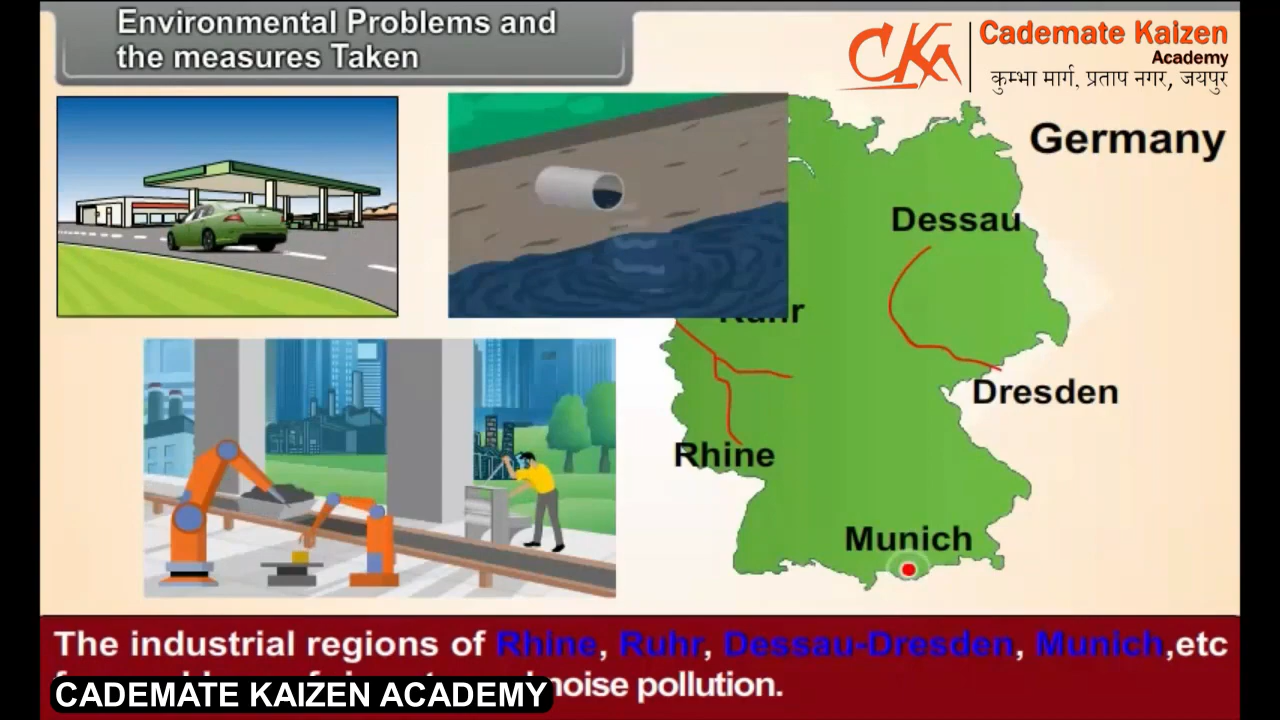 Environmental Problems and
the measures Taken
CKA
Cademate Kaizen
Academy
कुम्भा मार्ग, प्रताप नगर, जयपुर
Germany
Dessau
Dresden
Rhine
Munich
The industrial regions of Rhine, Ruhr, Dessau-Dresden, Munich,etc
noise pollution.
CADEMATE KAIZEN ACADEMY